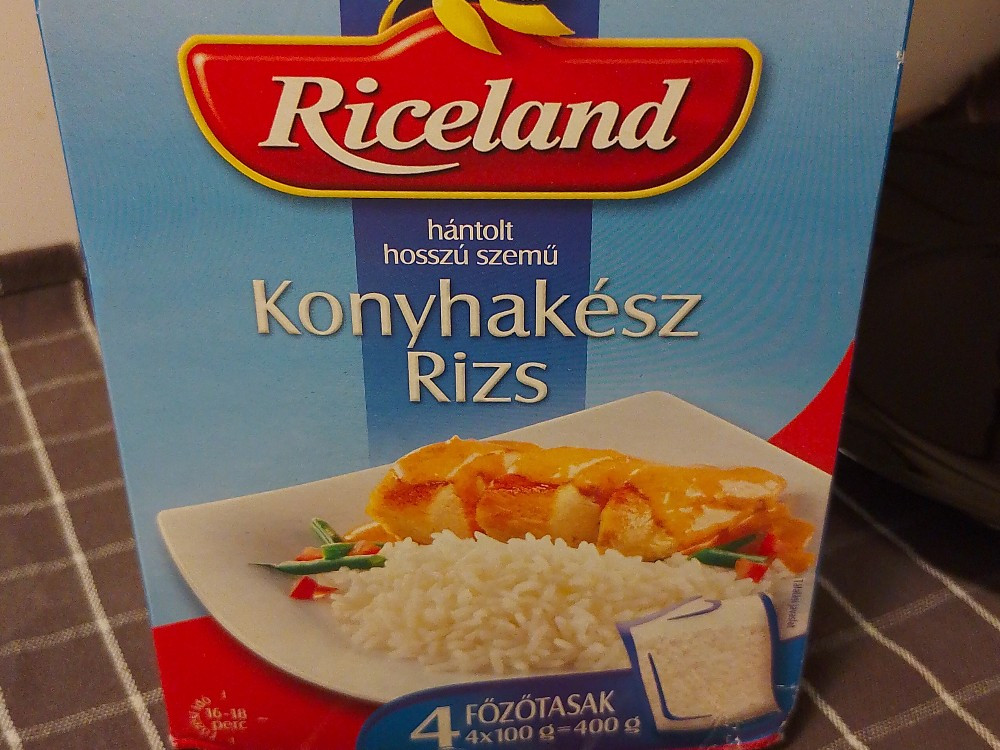 Riceland
hántolt
hosszú szemű
Konyhakész
Rizs
16-18
perc
4 FŐZŐTASAK
4x100 g=400 g